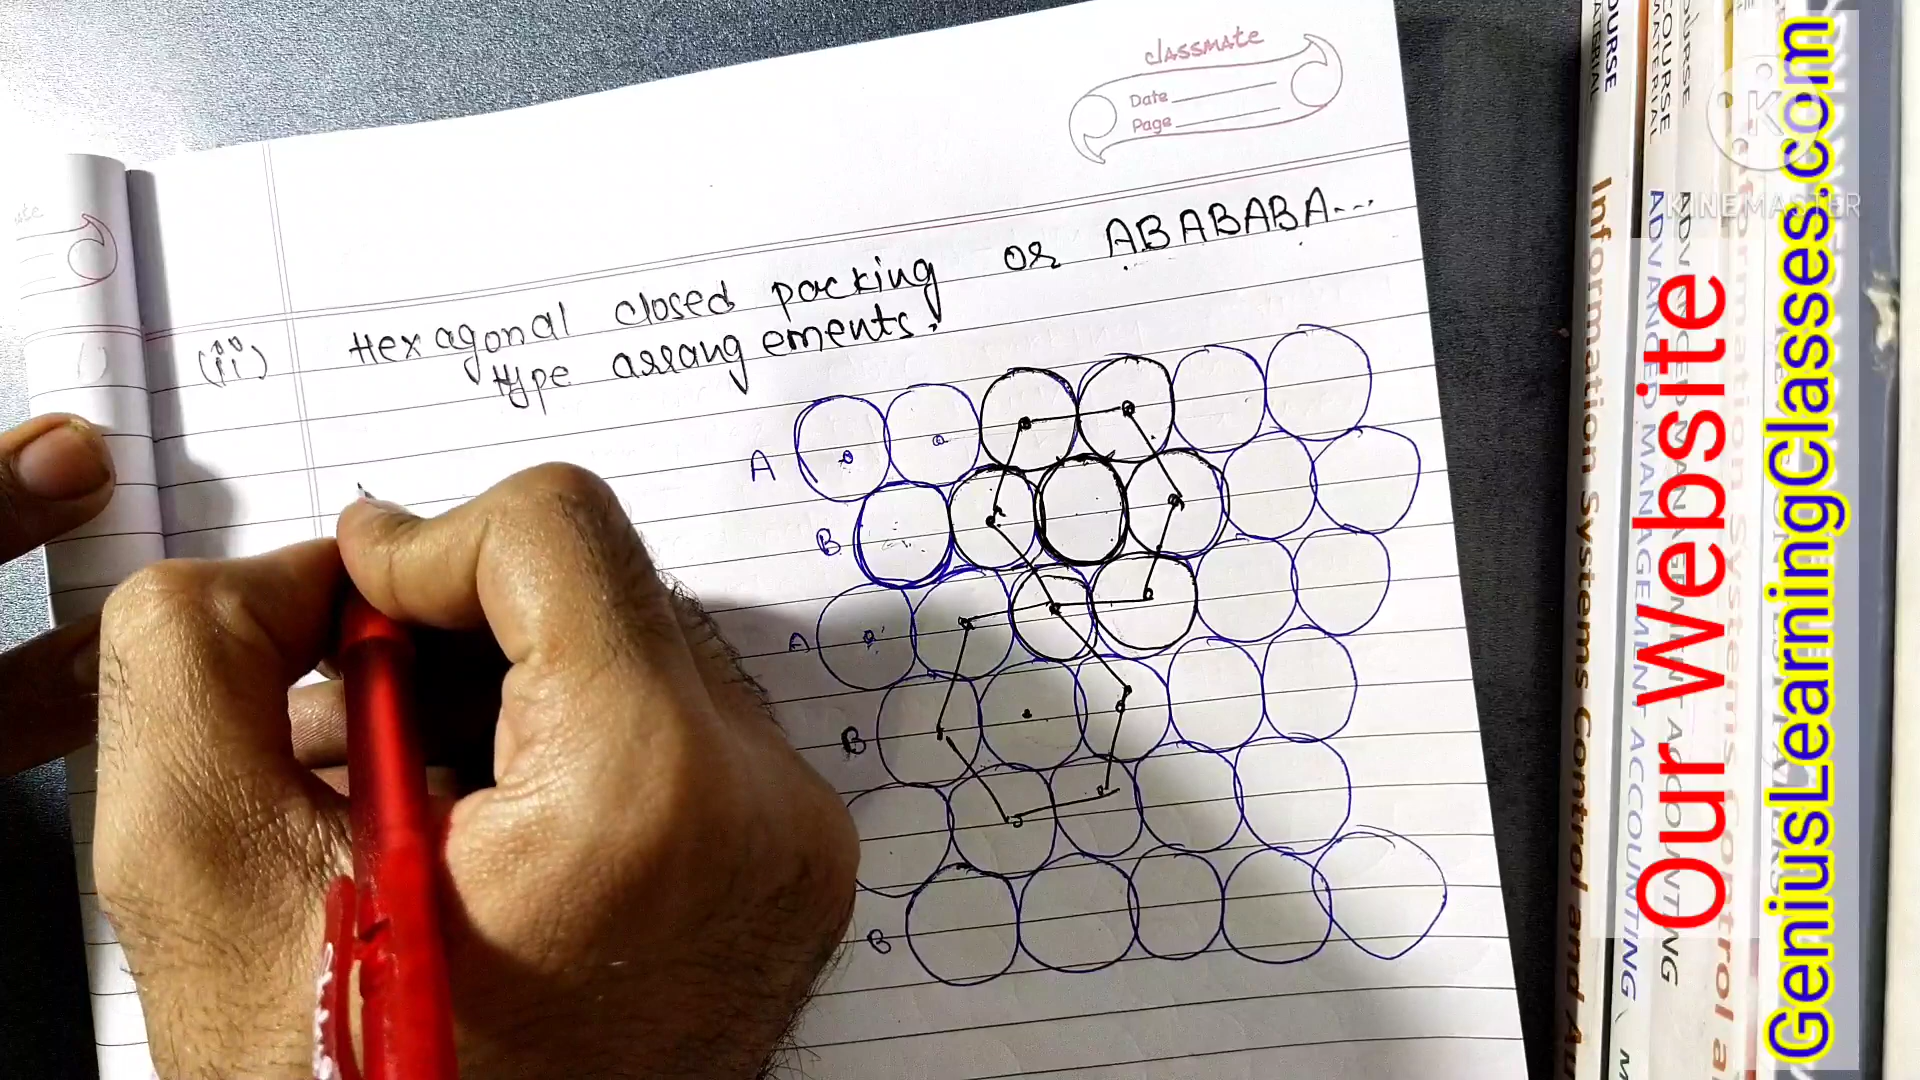 classmate
Date
Page
(ii) Hexagonal closed packing or ABABABA...
type arrangements.
A
B
A
B
B
COURSE
MATERIAL
Information Systems Control and
ADVANCED MANAGEMENT ACCOUNTING
KINEMASTER
Our Website
GeniusLearningClasses.com